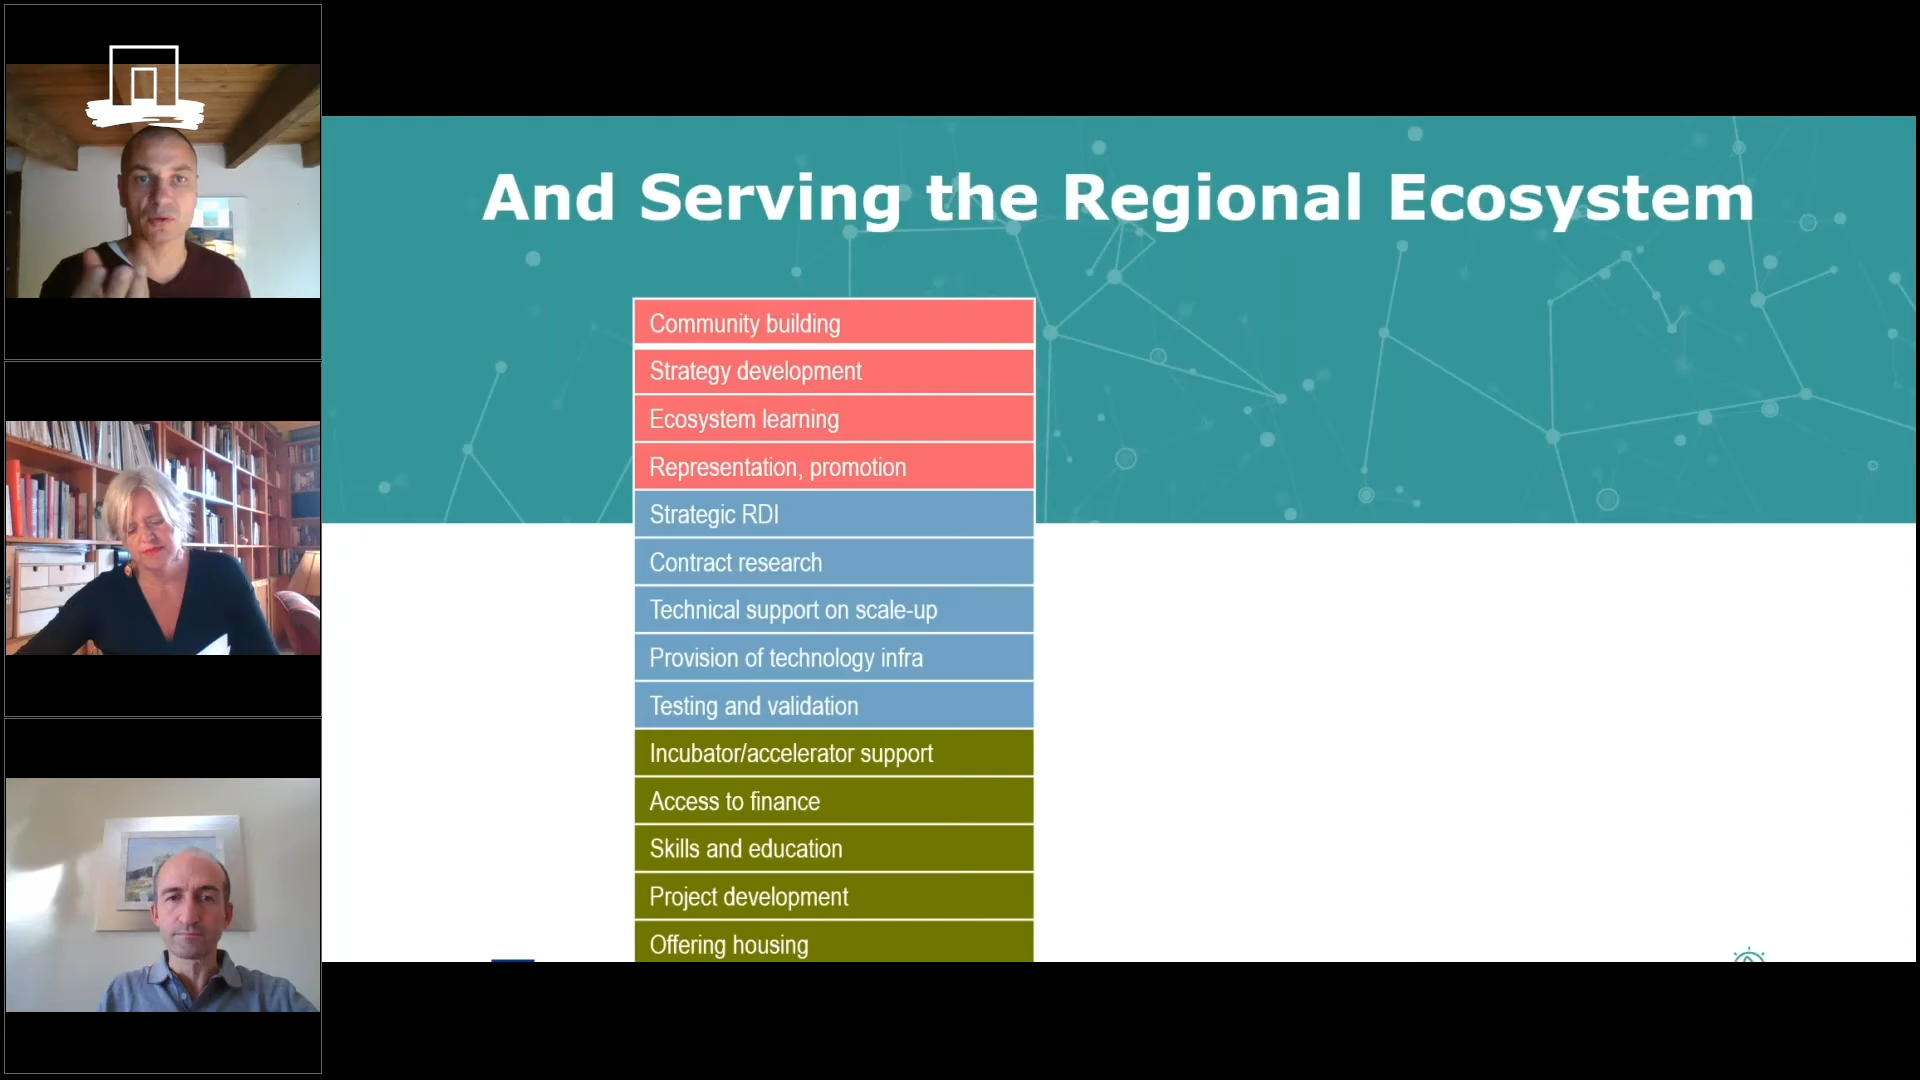 And Serving the Regional Ecosystem
Community building
Strategy development
Ecosystem learning
Representation, promotion
Strategic RDI
Contract research
Technical support on scale-up
Provision of technology infra
Testing and validation
Incubator/accelerator support
Access to finance
Skills and education
Project development
Offering housing